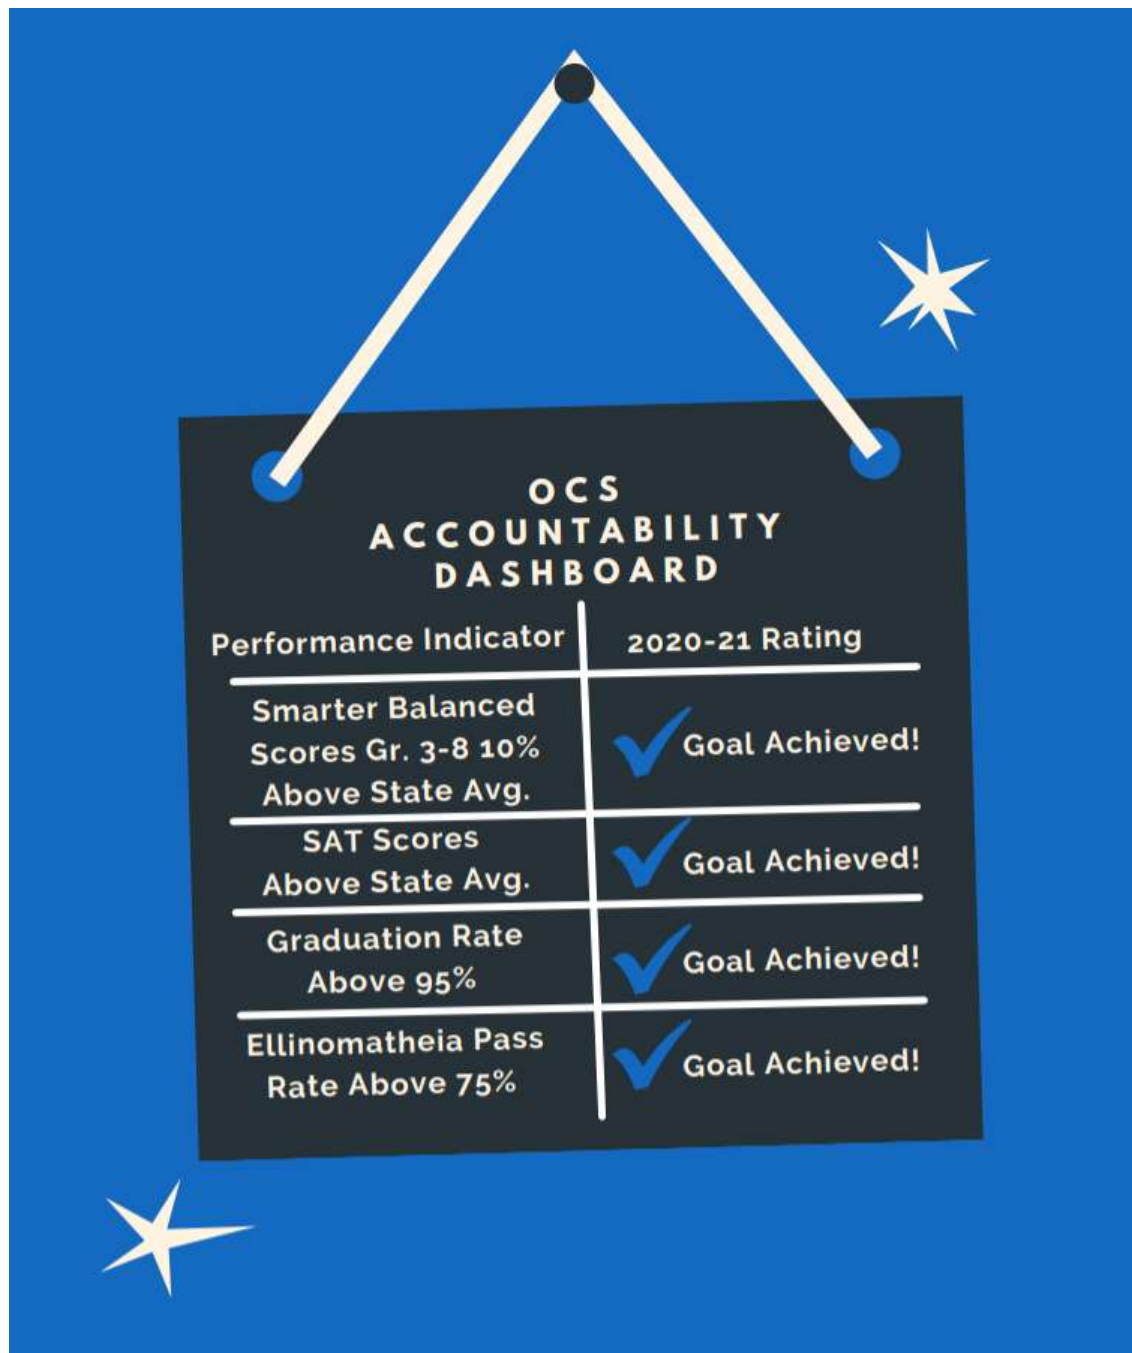 OCS
ACCOUNTABILITY
DASHBOARD
Performance Indicator
2020-21 Rating
Smarter Balanced
Scores Gr. 3-8 10%
Above State Avg.
Goal Achieved!
SAT Scores
Above State Avg.
Goal Achieved!
Graduation Rate
Above 95%
Goal Achieved!
Ellinomatheia Pass
Rate Above 75%
Goal Achieved!